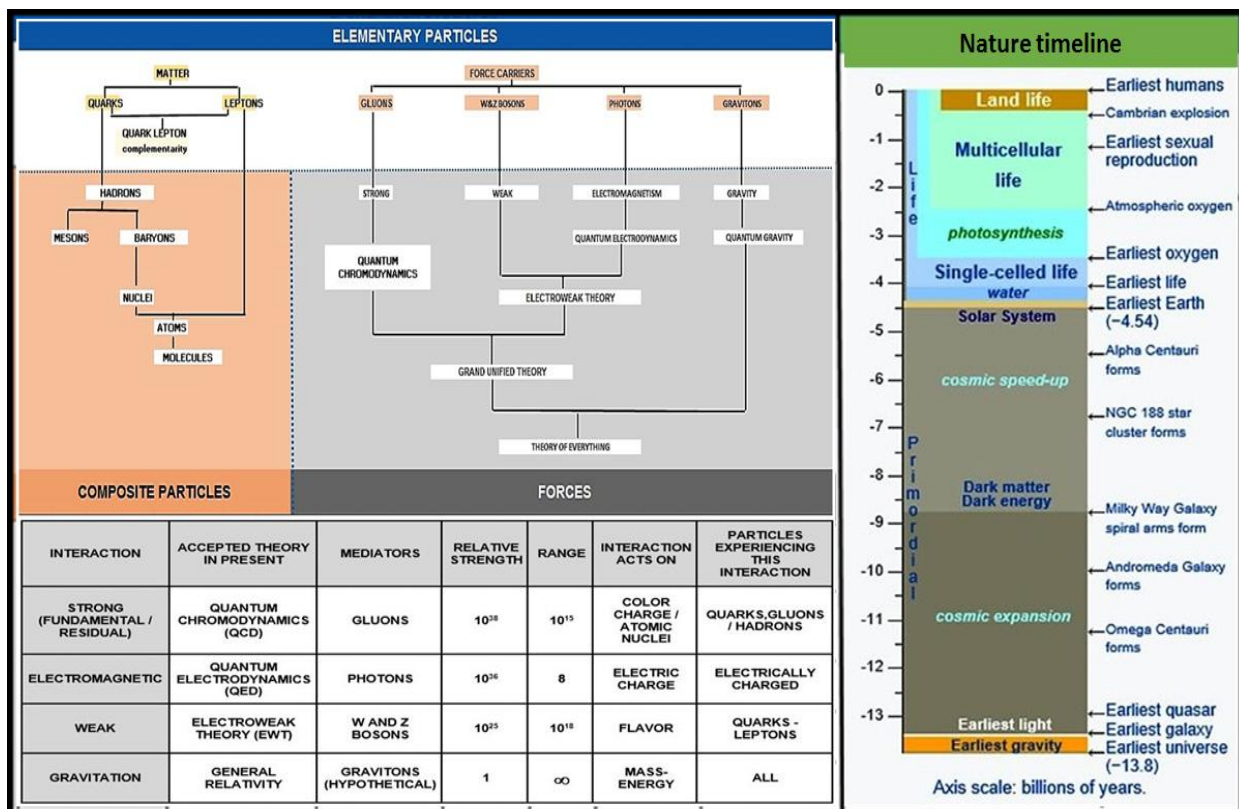 ELEMENTARY PARTICLES
MATTER
FORCE CARRIERS
QUARKS
LEPTONS
GLUONS
W&Z BOSONS
PHOTONS
GRAVITONS
QUARK LEPTON
complementarity
HADRONS
STRONG
WEAK
ELECTROMAGNETISM
GRAVITY
MESONS
BARYONS
QUANTUM ELECTRODYNAMICS
QUANTUM GRAVITY
QUANTUM
CHROMODYNAMICS
NUCLEI
ELECTROWEAK THEORY
ATOMS
MOLECULES
GRAND UNIFIED THEORY
THEORY OF EVERYTHING
COMPOSITE PARTICLES
FORCES
INTERACTION
ACCEPTED THEORY
IN PRESENT
MEDIATORS
RELATIVE
STRENGTH
RANGE
INTERACTION
ACTS ON
PARTICLES
EXPERIENCING
THIS
INTERACTION
STRONG
(FUNDAMENTAL /
RESIDUAL)
QUANTUM
CHROMODYNAMICS
(QCD)
GLUONS
10³⁸
10¹⁵
COLOR
CHARGE /
ATOMIC
NUCLEI
QUARKS,GLUONS
/ HADRONS
ELECTROMAGNETIC
QUANTUM
ELECTRODYNAMICS
(QED)
PHOTONS
10³⁶
8
ELECTRIC
CHARGE
ELECTRICALLY
CHARGED
WEAK
ELECTROWEAK
THEORY (EWT)
W AND Z
BOSONS
10²⁵
10¹⁸
FLAVOR
QUARKS -
LEPTONS
GRAVITATION
GENERAL
RELATIVITY
GRAVITONS
(HYPOTHETICAL)
1
∞
MASS-
ENERGY
ALL
Nature timeline
0
-1
-2
-3
-4
-5
-6
-7
-8
-9
-10
-11
-12
-13
Life
Primordial
Land life
Multicellular
life
photosynthesis
Single-celled life
water
Solar System
cosmic speed-up
Dark matter
Dark energy
cosmic expansion
Earliest light
Earliest gravity
Earliest humans
Cambrian explosion
Earliest sexual
reproduction
Atmospheric oxygen
Earliest oxygen
Earliest life
Earliest Earth
(−4.54)
Alpha Centauri
forms
NGC 188 star
cluster forms
Milky Way Galaxy
spiral arms form
Andromeda Galaxy
forms
Omega Centauri
forms
Earliest quasar
Earliest galaxy
Earliest universe
(−13.8)
Axis scale: billions of years.